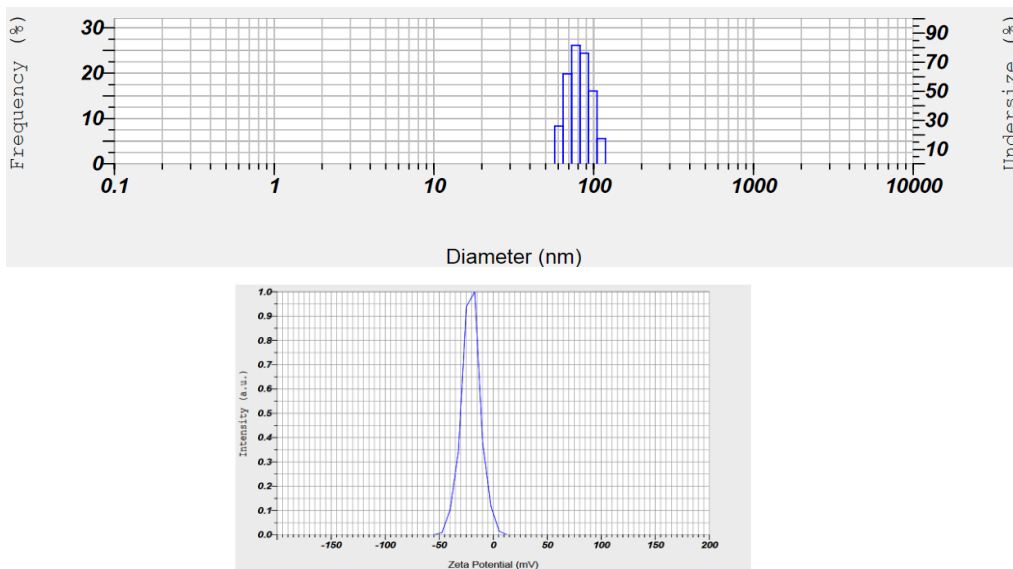 Frequency (%)
30
20
10
0
90
70
50
30
10
Undersize (%)
0.1 1 10 100 1000 10000
Diameter (nm)
Intensity (a.u.)
1.0
0.9
0.8
0.7
0.6
0.5
0.4
0.3
0.2
0.1
0.0
-150 -100 -50 0 50 100 150 200
Zeta Potential (mV)